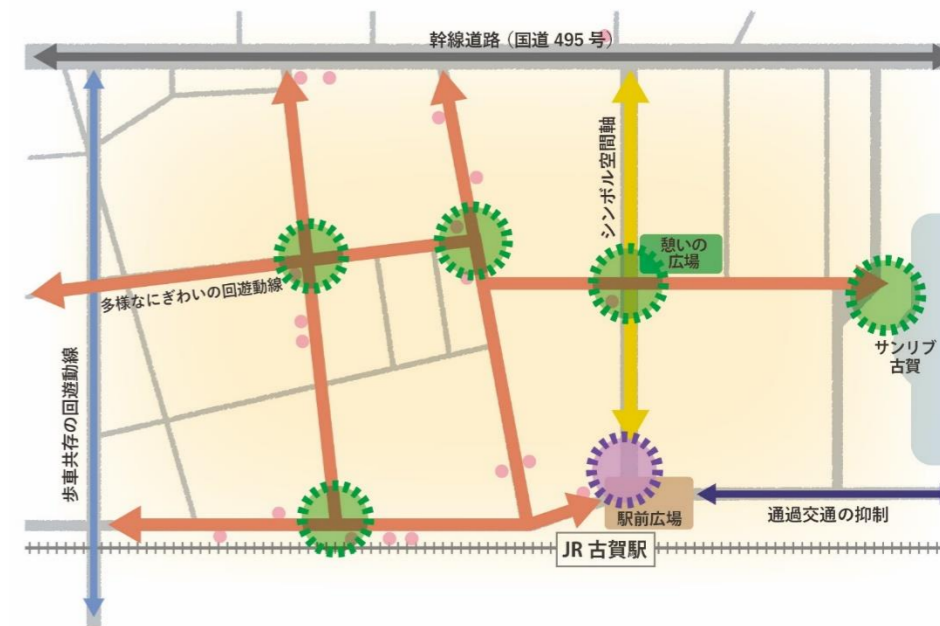 幹線道路（国道 495 号）
シンボル空間軸
憩いの
広場
多様なにぎわいの回遊動線
サンリブ
古賀
歩車共存の回遊動線
駅前広場
通過交通の抑制
JR 古賀駅